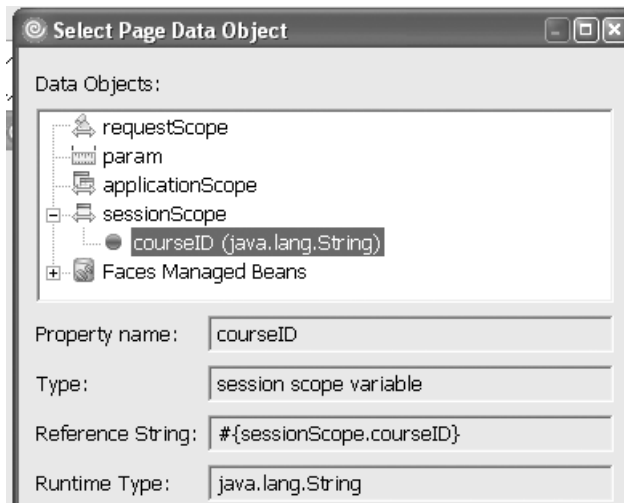 Select Page Data Object
Data Objects:
requestScope
param
applicationScope
sessionScope
courseID (java.lang.String)
Faces Managed Beans
Property name: courseID
Type: session scope variable
Reference String: #{sessionScope.courseID}
Runtime Type: java.lang.String